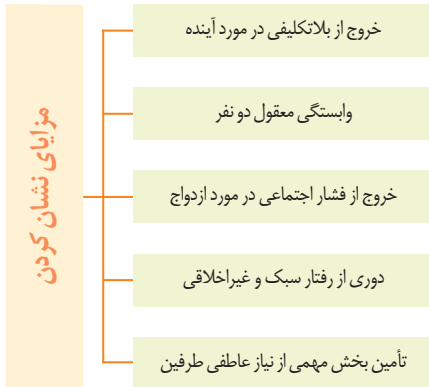 مزایای نشان کردن
خروج از بلاتکلیفی در مورد آینده
وابستگی معقول دو نفر
خروج از فشار اجتماعی در مورد ازدواج
دوری از رفتار سبک و غیراخلاقی
تأمین بخش مهمی از نیاز عاطفی طرفین